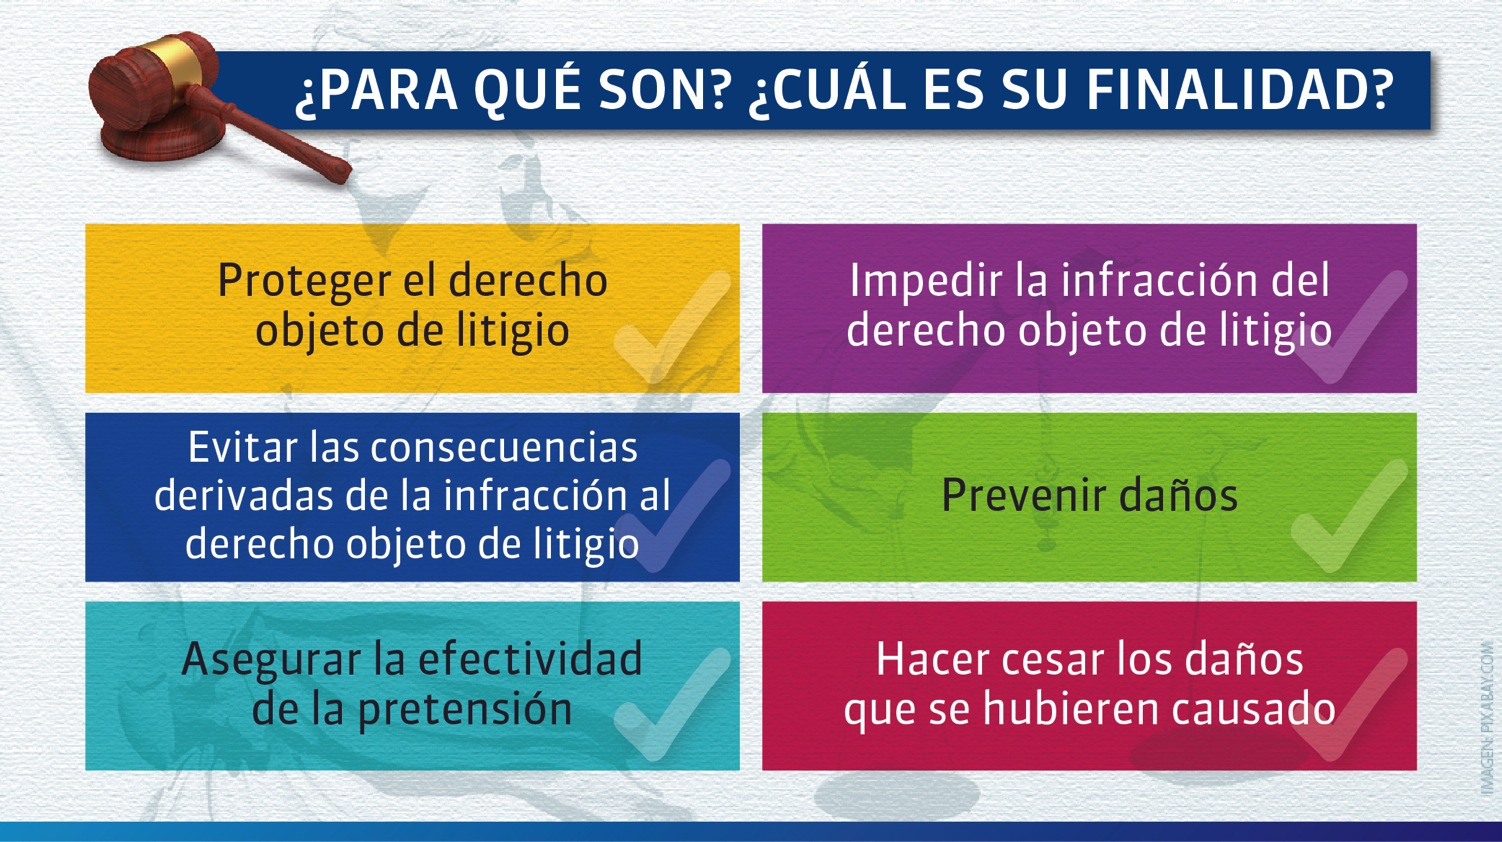 ¿PARA QUÉ SON? ¿CUÁL ES SU FINALIDAD?
Proteger el derecho
objeto de litigio
Impedir la infracción del
derecho objeto de litigio
Evitar las consecuencias
derivadas de la infracción al
derecho objeto de litigio
Prevenir daños
Asegurar la efectividad
de la pretensión
Hacer cesar los daños
que se hubieren causado
IMAGEN: PIXABAY.COM